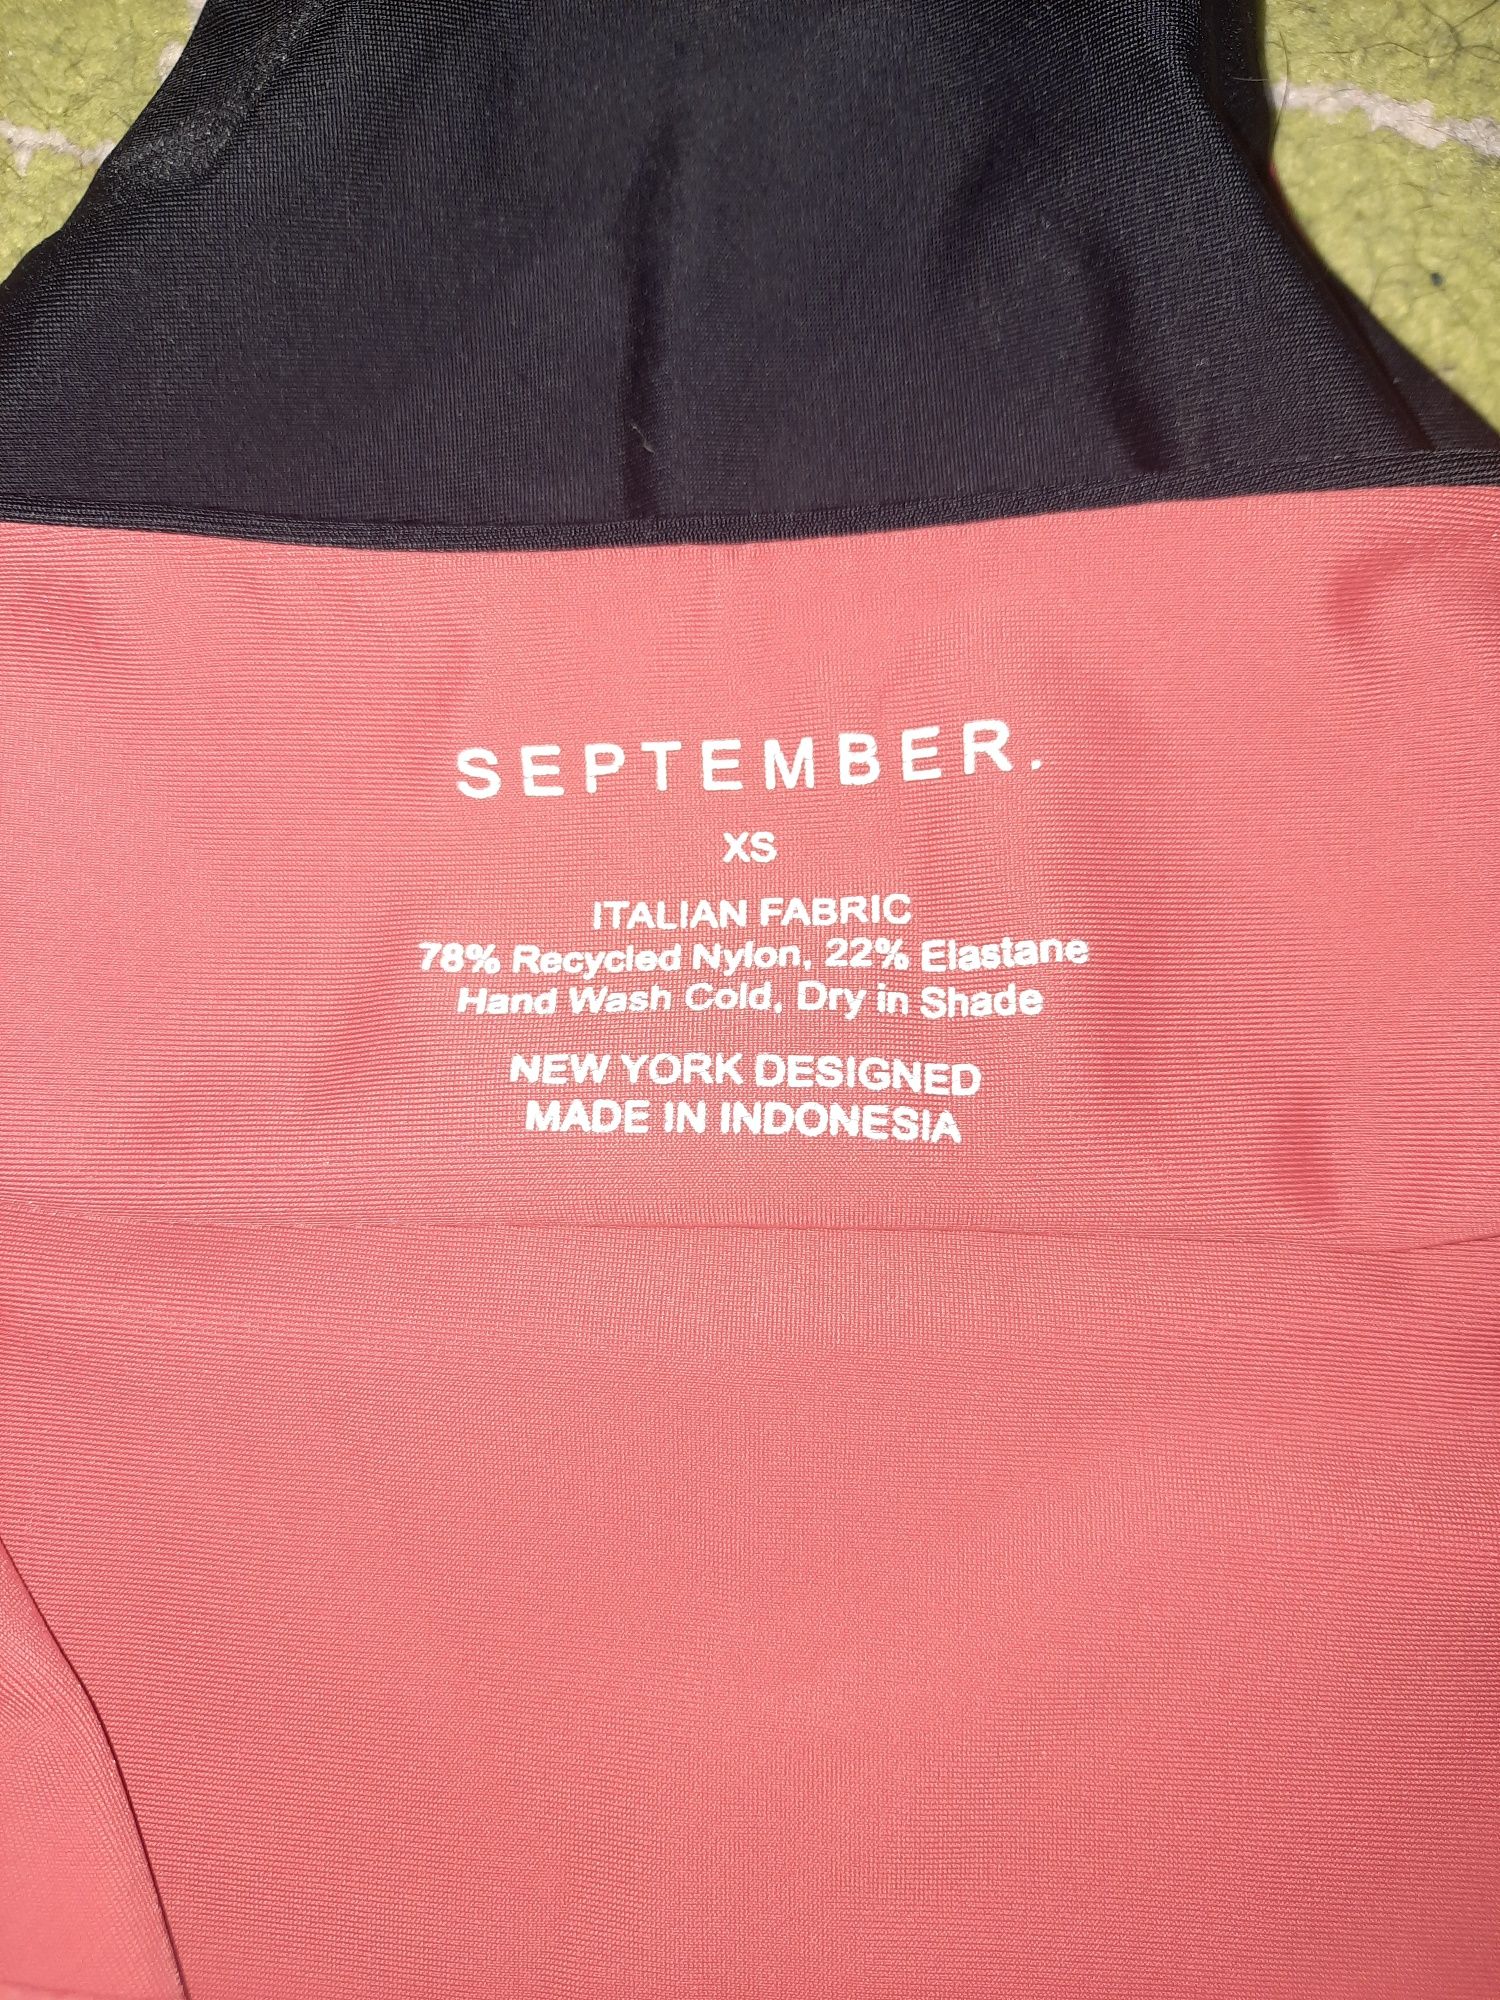 SEPTEMBER.
XS
ITALIAN FABRIC
78% Recycled Nylon, 22% Elastane
Hand Wash Cold, Dry in Shade
NEW YORK DESIGNED
MADE IN INDONESIA